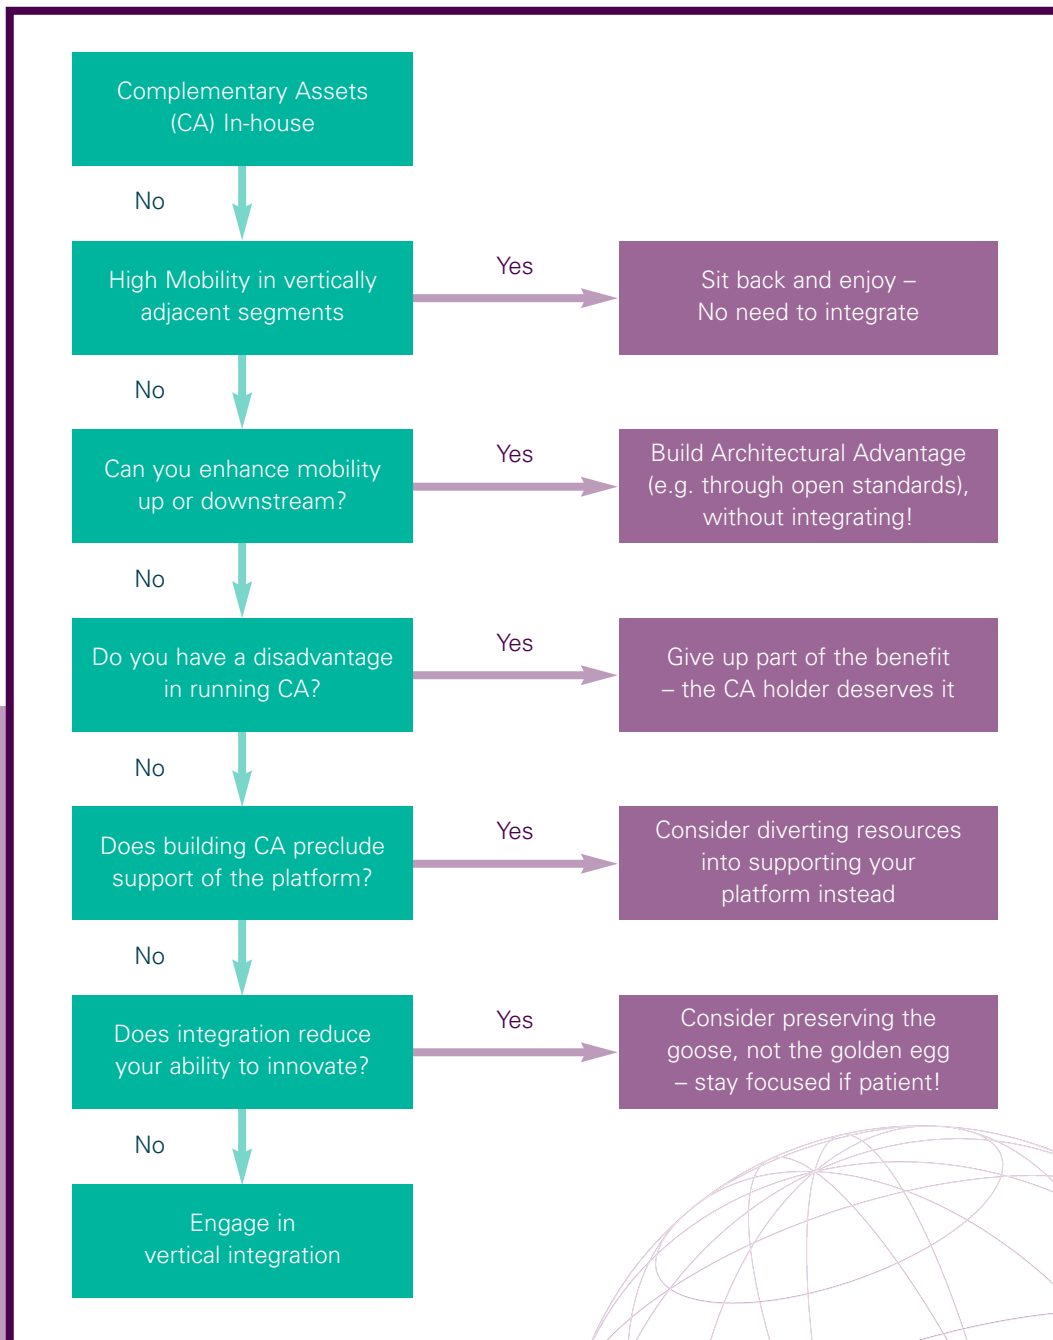 Complementary Assets
(CA) In-house
No
High Mobility in vertically
adjacent segments
Yes
Sit back and enjoy –
No need to integrate
No
Can you enhance mobility
up or downstream?
Yes
Build Architectural Advantage
(e.g. through open standards),
without integrating!
No
Do you have a disadvantage
in running CA?
Yes
Give up part of the benefit
– the CA holder deserves it
No
Does building CA preclude
support of the platform?
Yes
Consider diverting resources
into supporting your
platform instead
No
Does integration reduce
your ability to innovate?
Yes
Consider preserving the
goose, not the golden egg
– stay focused if patient!
No
Engage in
vertical integration